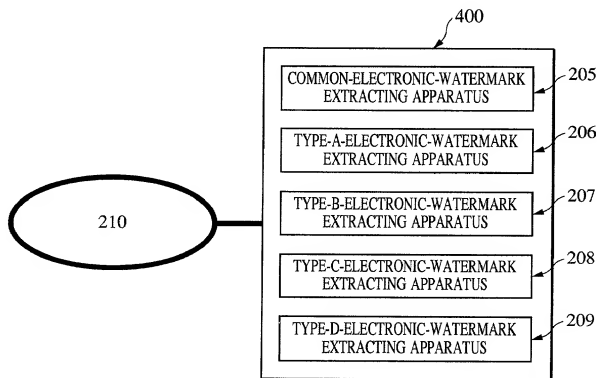 400
COMMON-ELECTRONIC-WATERMARK
EXTRACTING APPARATUS
205
TYPE-A-ELECTRONIC-WATERMARK
EXTRACTING APPARATUS
206
TYPE-B-ELECTRONIC-WATERMARK
EXTRACTING APPARATUS
207
210
TYPE-C-ELECTRONIC-WATERMARK
EXTRACTING APPARATUS
208
TYPE-D-ELECTRONIC-WATERMARK
EXTRACTING APPARATUS
209